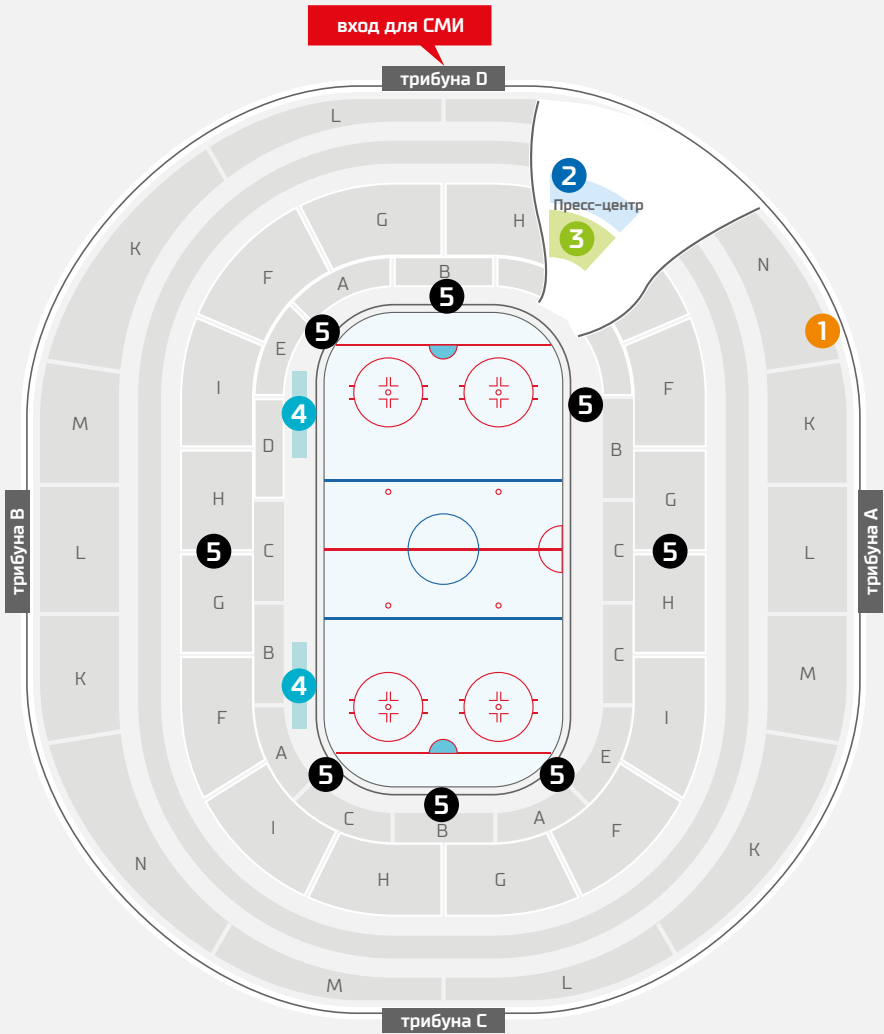 вход для СМИ
трибуна D
L
K
G
H
2
Пресс-центр
3
N
1
F
A
B
5
5
E
I
4
5
F
M
D
B
K
H
G
трибуна B
L
5
C
C
5
L
трибуна A
G
H
K
B
4
C
M
F
A
5
5
E
I
I
C
5
B
A
F
K
N
H
G
M
L
трибуна C